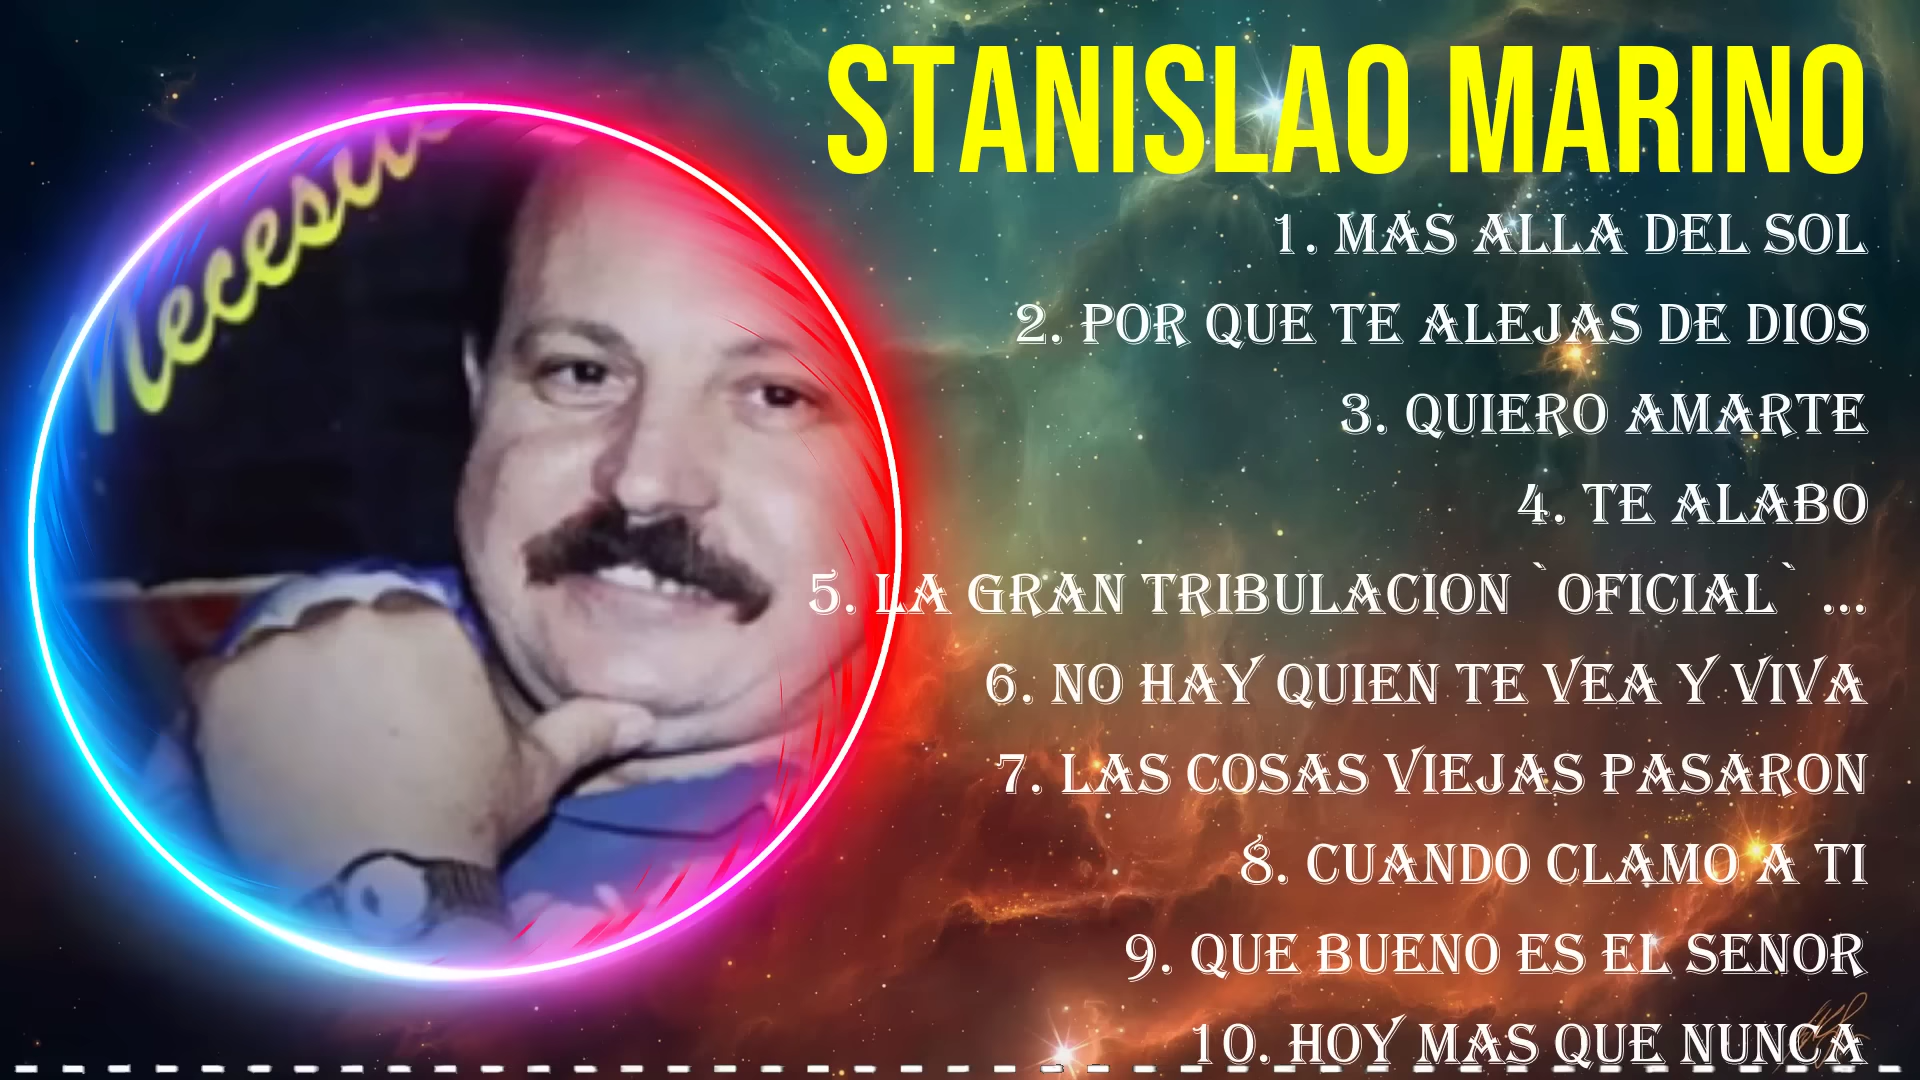 STANISLAO MARINO
Neces
1. MAS ALLA DEL SOL
2. POR QUE TE ALEJAS DE DIOS
3. QUIERO AMARTE
4. TE ALABO
5. LA GRAN TRIBULACION `OFICIAL` ...
6. NO HAY QUIEN TE VEA Y VIVA
7. LAS COSAS VIEJAS PASARON
8. CUANDO CLAMO A TI
9. QUE BUENO ES EL SENOR
10. HOY MAS QUE NUNCA